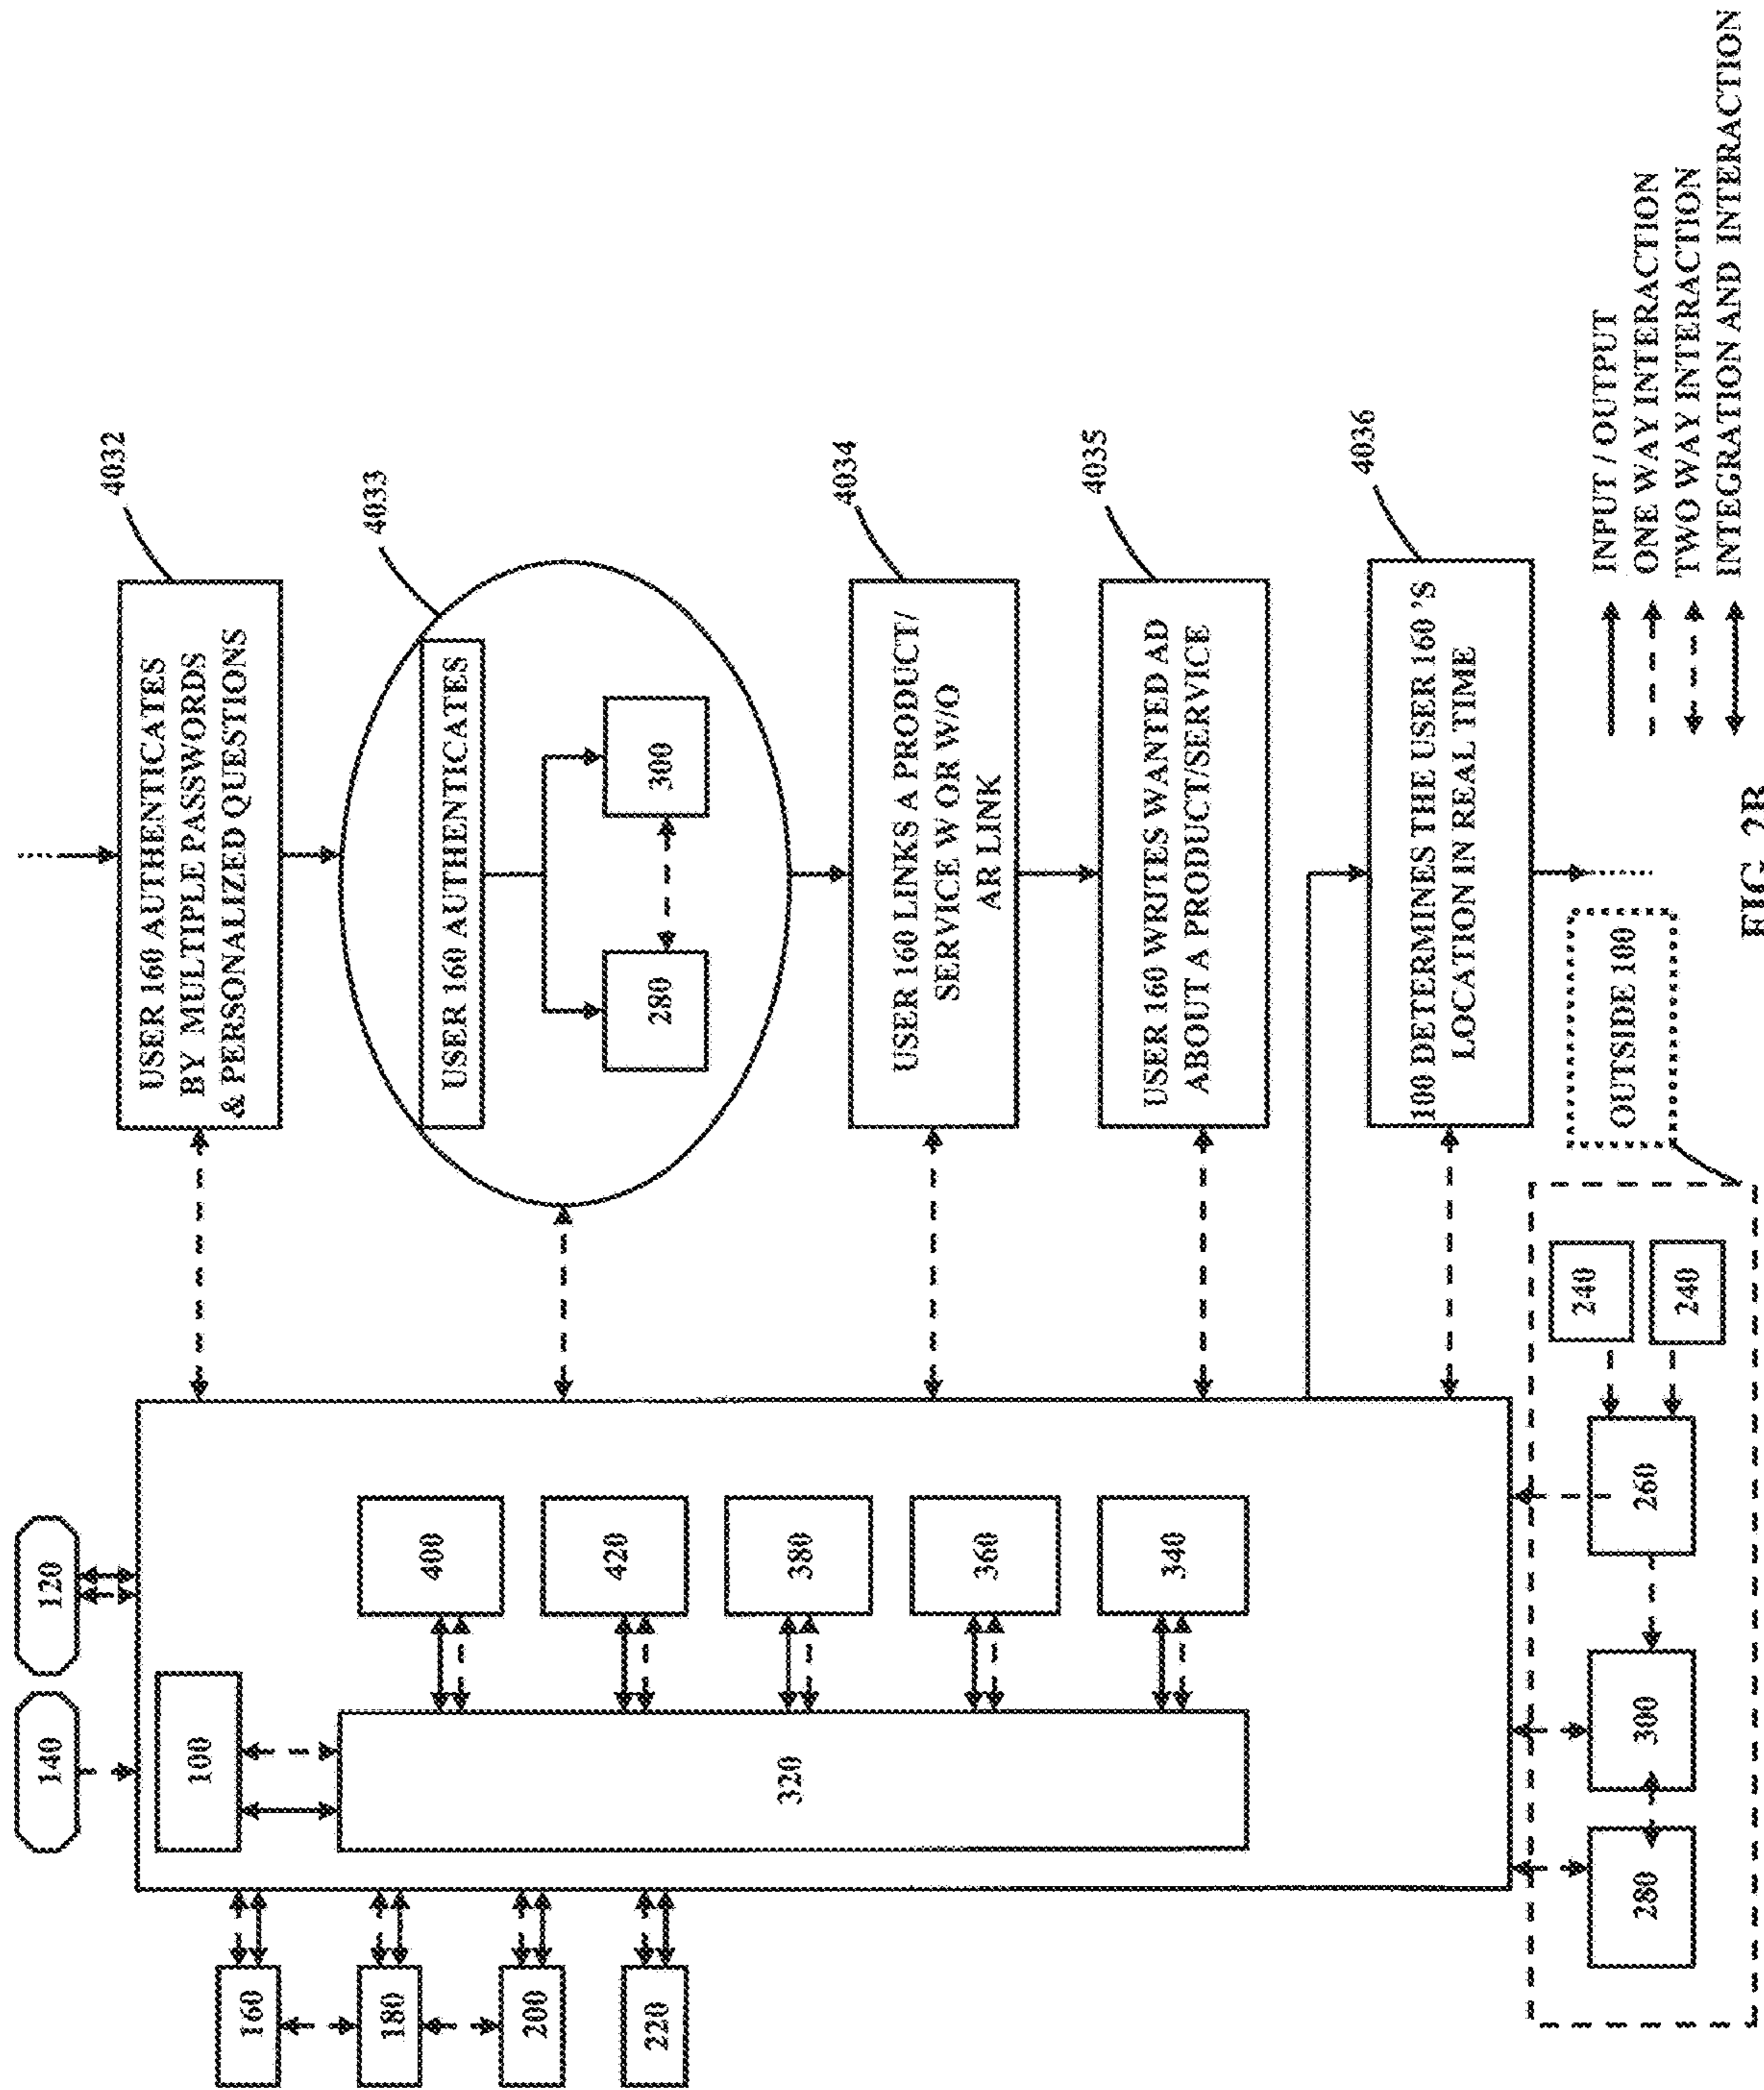 140
120
100
320
400
420
380
360
340
160
180
200
220
USER 160 AUTHENTICATES
BY MULTIPLE PASSWORDS
& PERSONALIZED QUESTIONS
4032
USER 160 AUTHENTICATES
280
300
4033
USER 160 LINKS A PRODUCT/
SERVICE W OR W/O
AR LINK
4034
USER 160 WRITES WANTED AD
ABOUT A PRODUCT/SERVICE
4035
100 DETERMINES THE USER 160 'S
LOCATION IN REAL TIME
4036
280
300
260
240
240
OUTSIDE 100
INPUT / OUTPUT
ONE WAY INTERACTION
TWO WAY INTERACTION
INTEGRATION AND INTERACTION
FIG. 2B